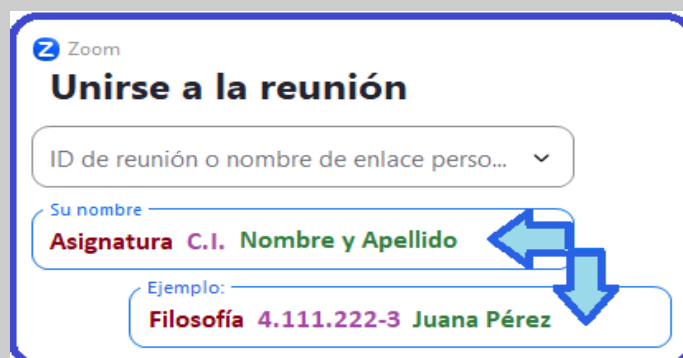 Zoom
Unirse a la reunión
ID de reunión o nombre de enlace perso...
Su nombre
Asignatura C.I. Nombre y Apellido
Ejemplo:
Filosofía 4.111.222-3 Juana Pérez